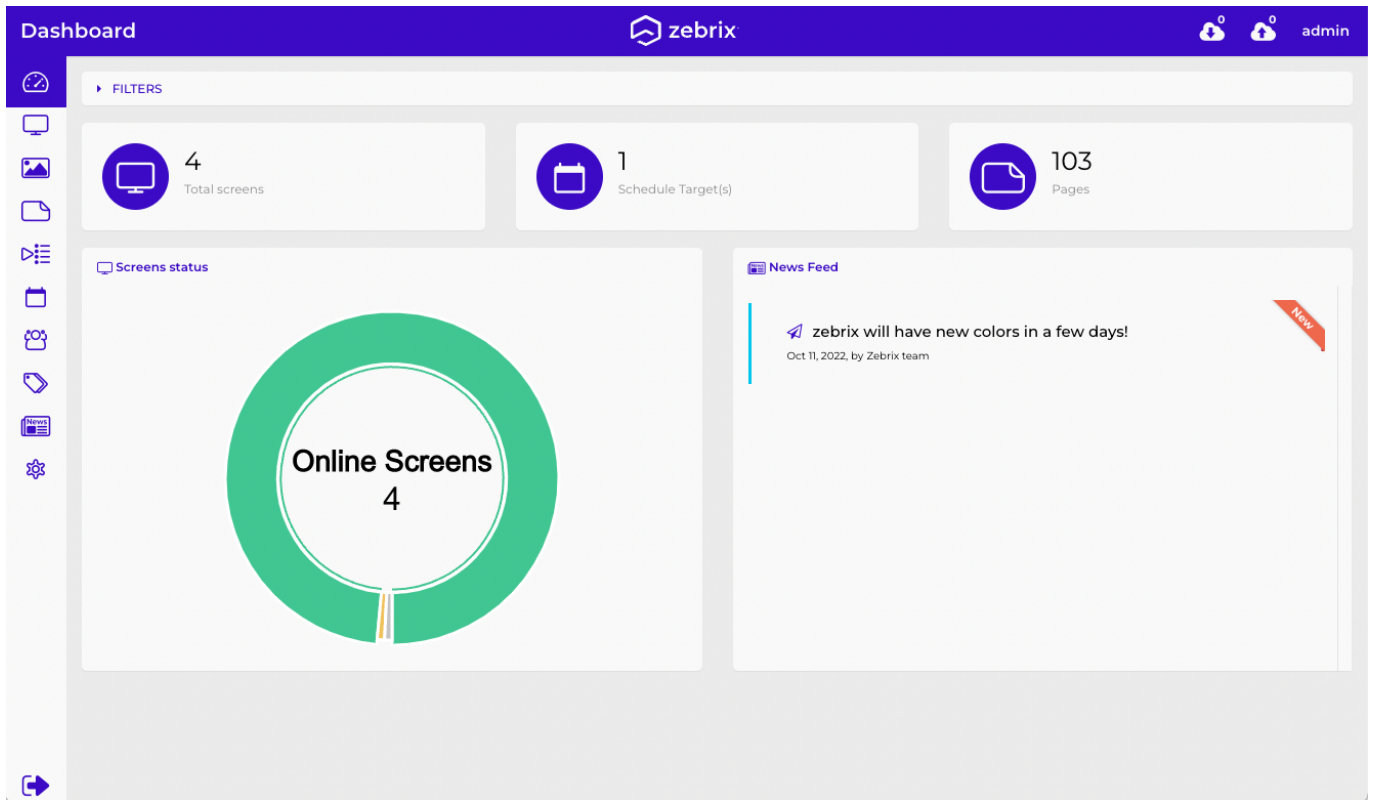 Dashboard
zebrix
0
0
admin
FILTERS
4
Total screens
1
Schedule Target(s)
103
Pages
Screens status
Online Screens
4
News Feed
zebrix will have new colors in a few days!
Oct 11, 2022, by Zebrix team
New
News